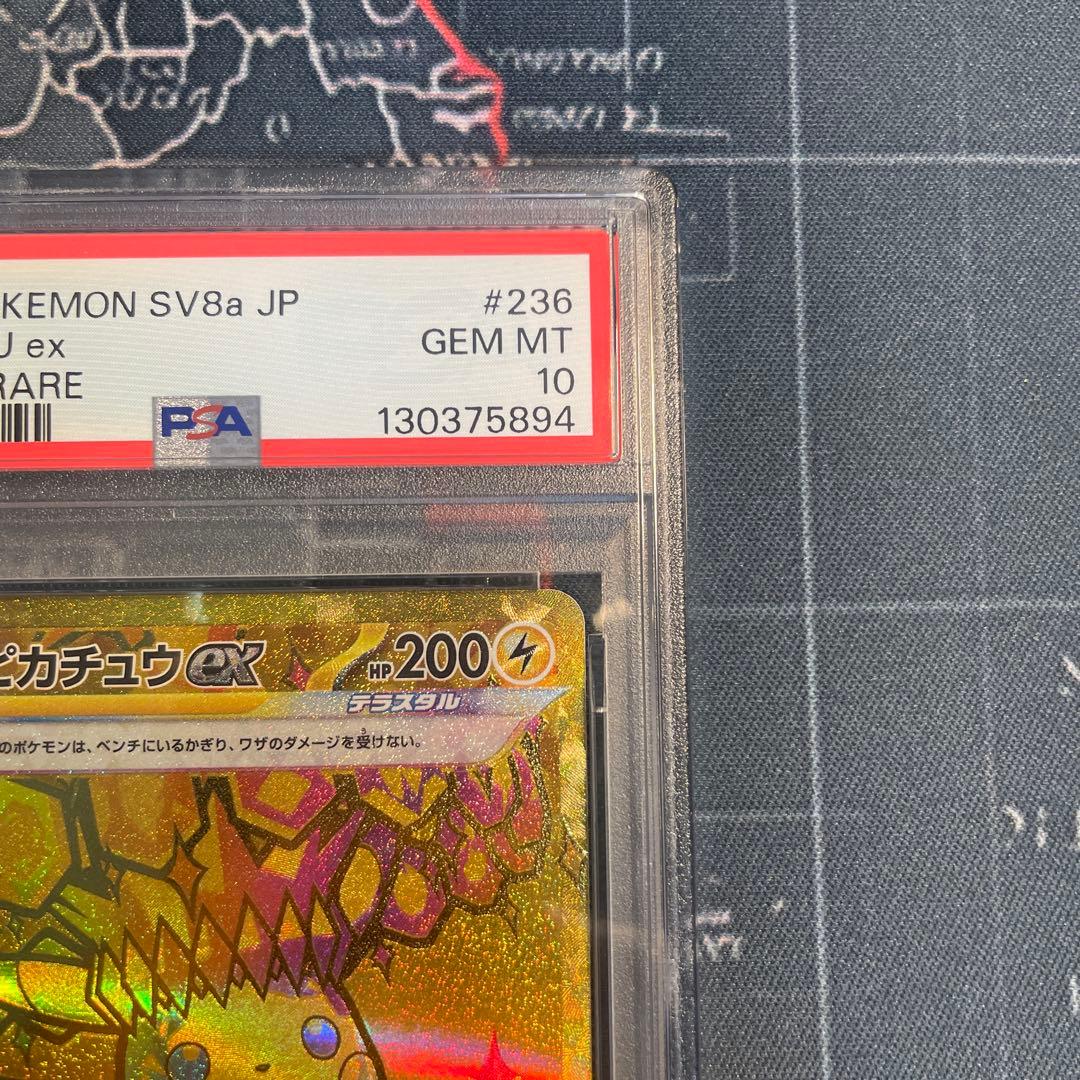 KEMON SV8a JP #236
U ex GEM MT
RARE 10
PSA 130375894
ピカチュウex HP200
テラスタル
のポケモンは、ベンチにいるかぎり、ワザのダメージを受けない。